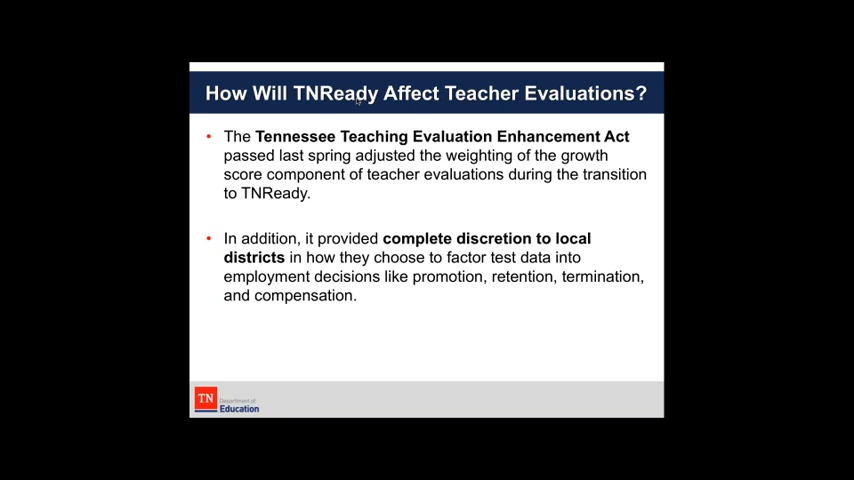 How Will TNReady Affect Teacher Evaluations?
• The Tennessee Teaching Evaluation Enhancement Act
passed last spring adjusted the weighting of the growth
score component of teacher evaluations during the transition
to TNReady.
• In addition, it provided complete discretion to local
districts in how they choose to factor test data into
employment decisions like promotion, retention, termination,
and compensation.
TN
Department of
Education